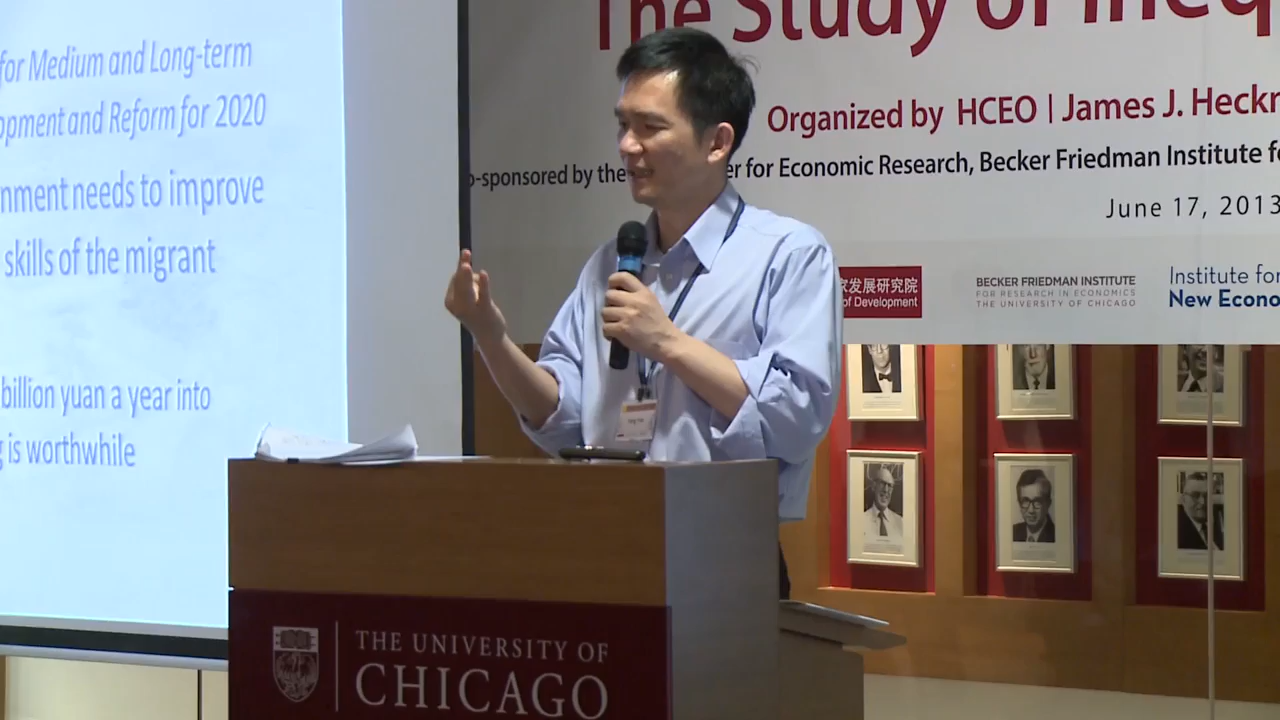 for Medium and Long-term
opment and Reform for 2020
nment needs to improve
skills of the migrant
billion yuan a year into
g is worthwhile
The Study of Inequ
Organized by HCEO | James J. Heckm
o-sponsored by the
er for Economic Research, Becker Friedman Institute fo
June 17, 2013
家发展研究院
of Development
BECKER FRIEDMAN INSTITUTE
FOR RESEARCH IN ECONOMICS
THE UNIVERSITY OF CHICAGO
Institute for
New Econo
THE UNIVERSITY OF
CHICAGO